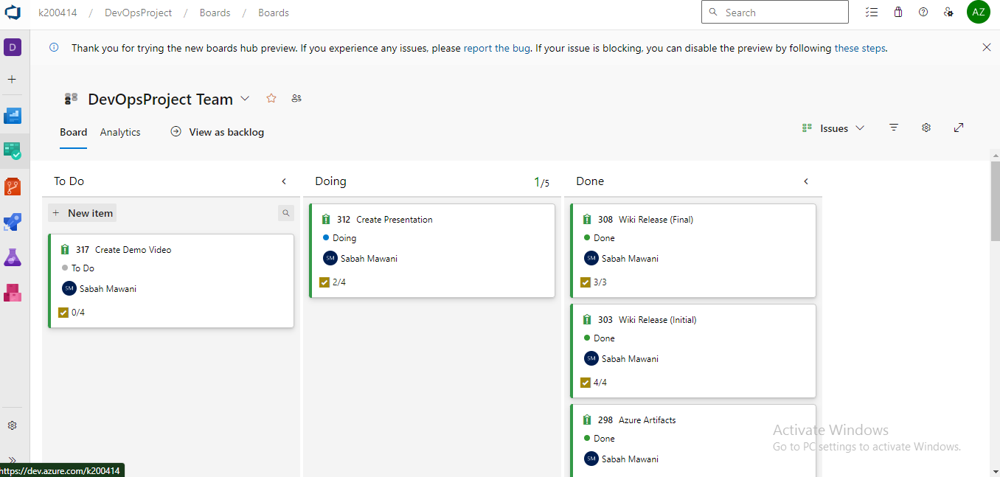 k200414 / DevOpsProject / Boards / Boards
Search
AZ
D
Thank you for trying the new boards hub preview. If you experience any issues, please report the bug. If your issue is blocking, you can disable the preview by following these steps.
DevOpsProject Team
Board Analytics View as backlog
Issues
To Do
Doing 1/5
Done
New item
317 Create Demo Video
To Do
SM Sabah Mawani
0/4
312 Create Presentation
Doing
SM Sabah Mawani
2/4
308 Wiki Release (Final)
Done
SM Sabah Mawani
3/3
303 Wiki Release (Initial)
Done
SM Sabah Mawani
4/4
298 Azure Artifacts
Done
SM Sabah Mawani
Activate Windows
Go to PC settings to activate Windows.
https://dev.azure.com/k200414